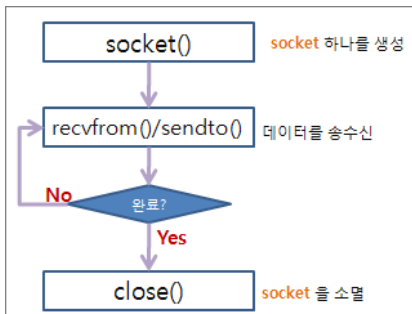 socket() socket 하나를 생성
recvfrom()/sendto() 데이터를 송수신
No
완료?
Yes
close() socket 을 소멸